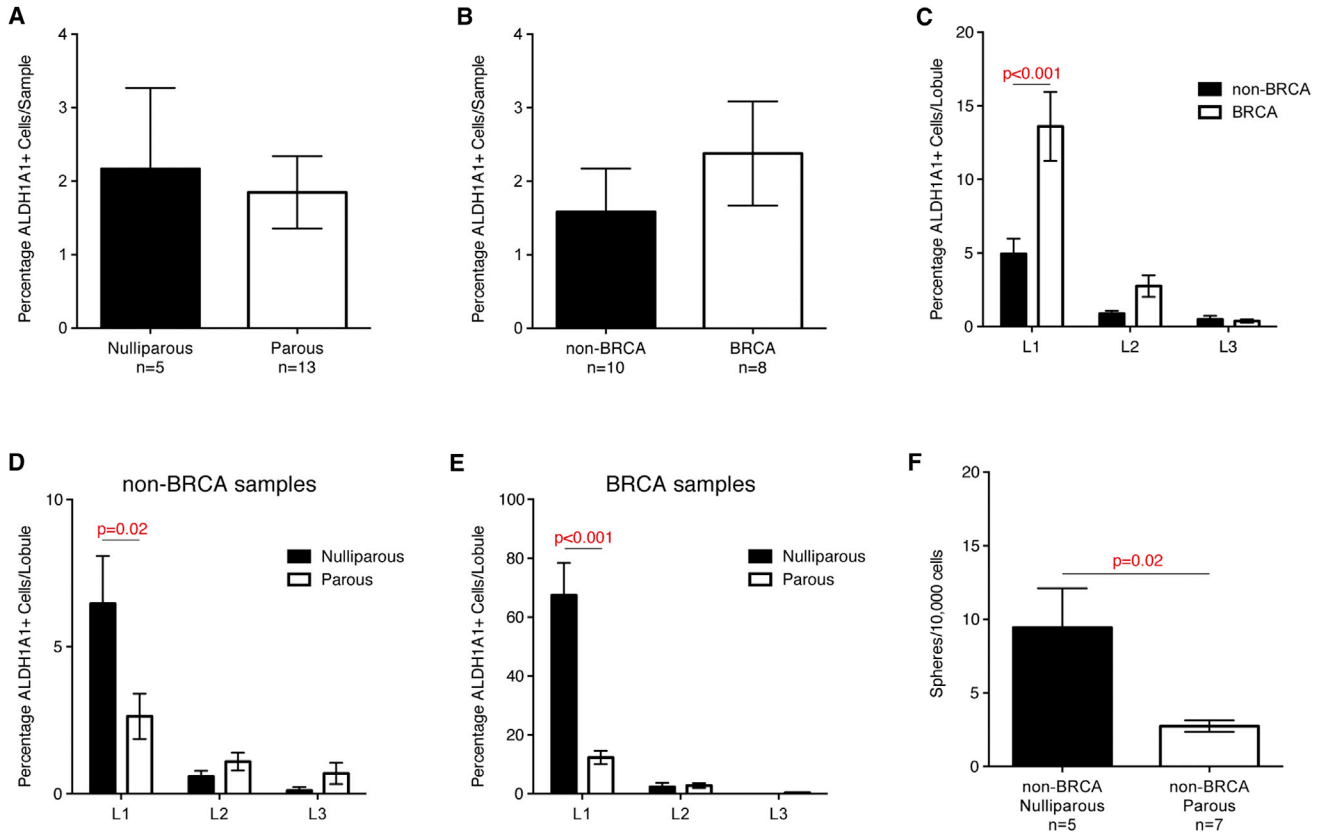 A
Percentage ALDH1A1+ Cells/Sample
4
3
2
1
0
Nulliparous
n=5
Parous
n=13
B
Percentage ALDH1A1+ Cells/Sample
4
3
2
1
0
non-BRCA
n=10
BRCA
n=8
C
Percentage ALDH1A1+ Cells/Lobule
20
15
10
5
0
p<0.001
non-BRCA
BRCA
L1
L2
L3
D
non-BRCA samples
Percentage ALDH1A1+ Cells/Lobule
10
5
0
p=0.02
Nulliparous
Parous
L1
L2
L3
E
BRCA samples
Percentage ALDH1A1+ Cells/Lobule
100
80
60
40
20
0
p<0.001
Nulliparous
Parous
L1
L2
L3
F
Spheres/10,000 cells
20
15
10
5
0
p=0.02
non-BRCA
Nulliparous
n=5
non-BRCA
Parous
n=7